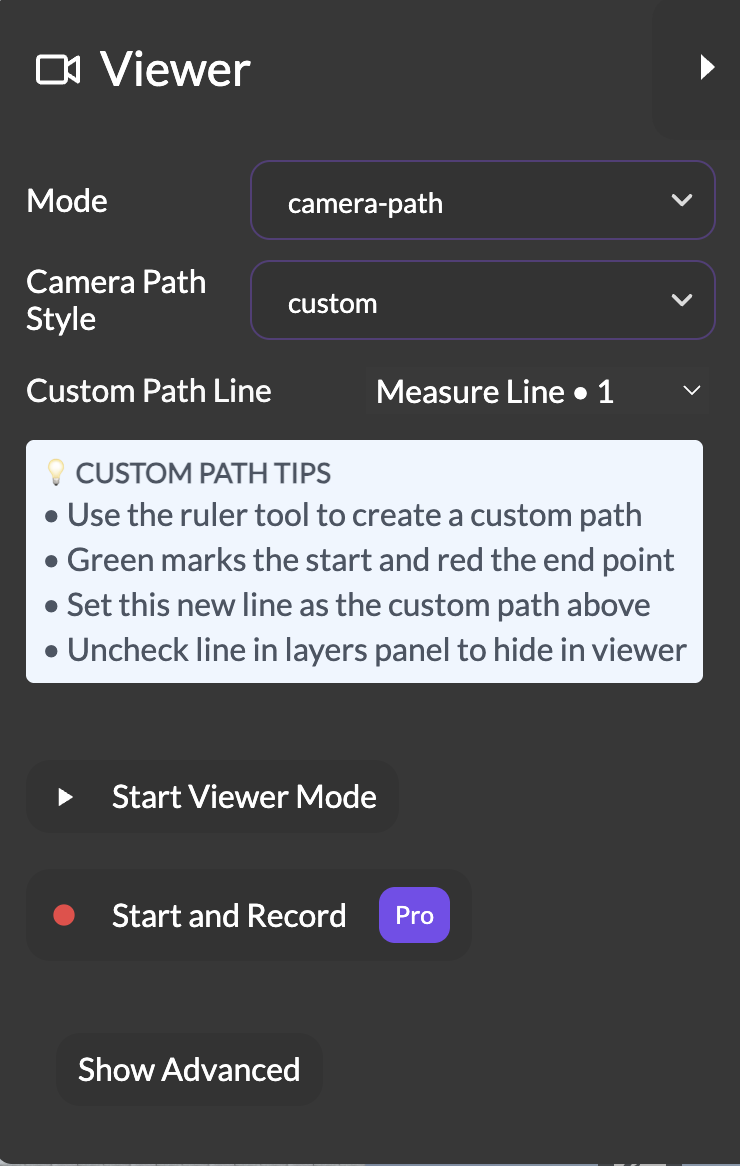 Viewer
Mode
camera-path
Camera Path
Style
custom
Custom Path Line
Measure Line • 1
💡 CUSTOM PATH TIPS
• Use the ruler tool to create a custom path
• Green marks the start and red the end point
• Set this new line as the custom path above
• Uncheck line in layers panel to hide in viewer
Start Viewer Mode
Start and Record
Pro
Show Advanced